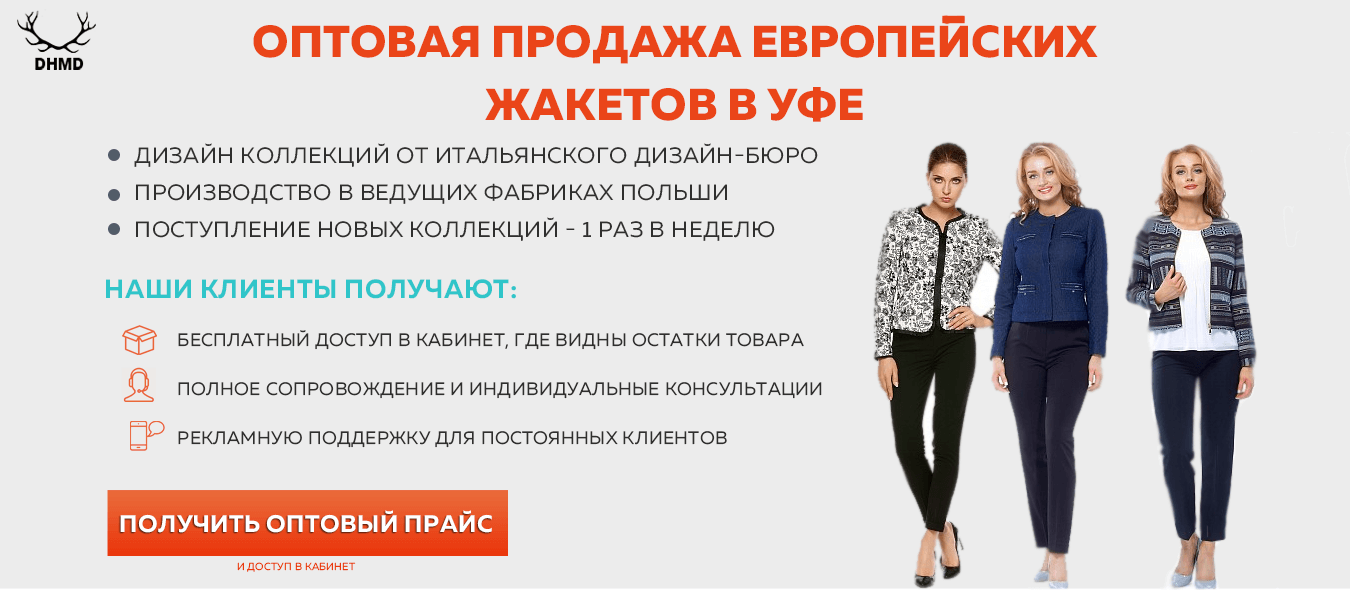 DHMD
ОПТОВАЯ ПРОДАЖА ЕВРОПЕЙСКИХ
ЖАКЕТОВ В УФЕ
ДИЗАЙН КОЛЛЕКЦИЙ ОТ ИТАЛЬЯНСКОГО ДИЗАЙН-БЮРО
ПРОИЗВОДСТВО В ВЕДУЩИХ ФАБРИКАХ ПОЛЬШИ
ПОСТУПЛЕНИЕ НОВЫХ КОЛЛЕКЦИЙ - 1 РАЗ В НЕДЕЛЮ
НАШИ КЛИЕНТЫ ПОЛУЧАЮТ:
БЕСПЛАТНЫЙ ДОСТУП В КАБИНЕТ, ГДЕ ВИДНЫ ОСТАТКИ ТОВАРА
ПОЛНОЕ СОПРОВОЖДЕНИЕ И ИНДИВИДУАЛЬНЫЕ КОНСУЛЬТАЦИИ
РЕКЛАМНУЮ ПОДДЕРЖКУ ДЛЯ ПОСТОЯННЫХ КЛИЕНТОВ
ПОЛУЧИТЬ ОПТОВЫЙ ПРАЙС
И ДОСТУП В КАБИНЕТ